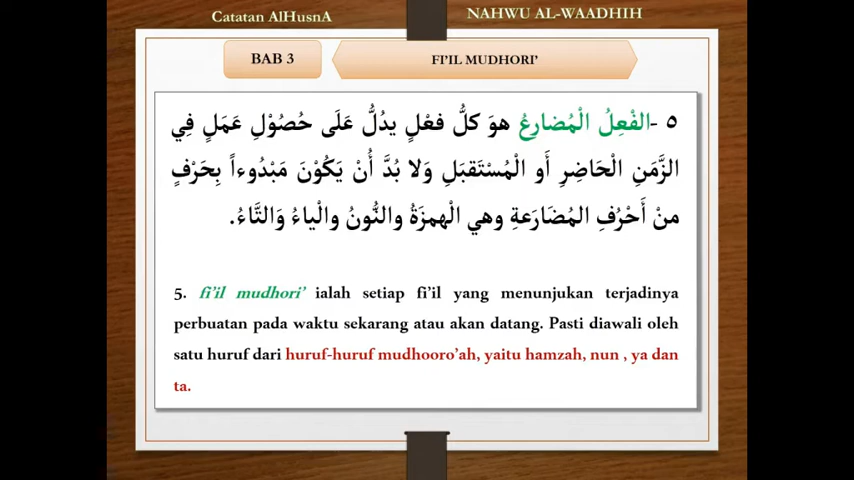 Catatan AlHusnA
NAHWU AL-WAADHIH
BAB 3
FI’IL MUDHORI’
٥ -الفْعِلُ الْمُضارِعُ هوَ كلُّ فعْلٍ يدُلُّ عَلَى حُصُوْلِ عَمَلٍ فِي
الزَّمَنِ الْحَاضِرِ أَو الْمُسْتَقبَلِ وَلا بُدَّ أُنْ يَكُوْنَ مَبْدُوءاً بِحَرْفٍ
منْ أَحْرُفِ المُضَارَعةِ وهي الْهمزَةُ والنُّونُ والْياءُ وَالتَّاءُ.
5. fi’il mudhori’ ialah setiap fi’il yang menunjukan terjadinya
perbuatan pada waktu sekarang atau akan datang. Pasti diawali oleh
satu huruf dari huruf-huruf mudhooro’ah, yaitu hamzah, nun , ya dan
ta.